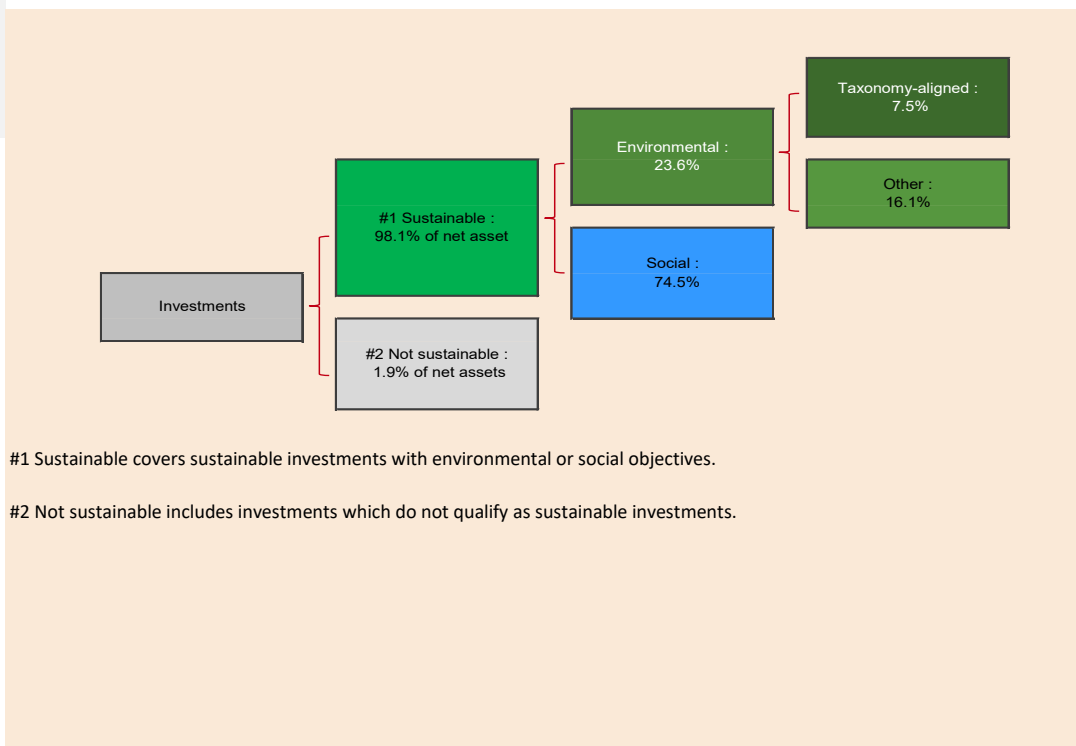 Taxonomy-aligned :
7.5%
Environmental :
23.6%
Other :
16.1%
#1 Sustainable :
98.1% of net asset
Social :
74.5%
Investments
#2 Not sustainable :
1.9% of net assets
#1 Sustainable covers sustainable investments with environmental or social objectives.
#2 Not sustainable includes investments which do not qualify as sustainable investments.